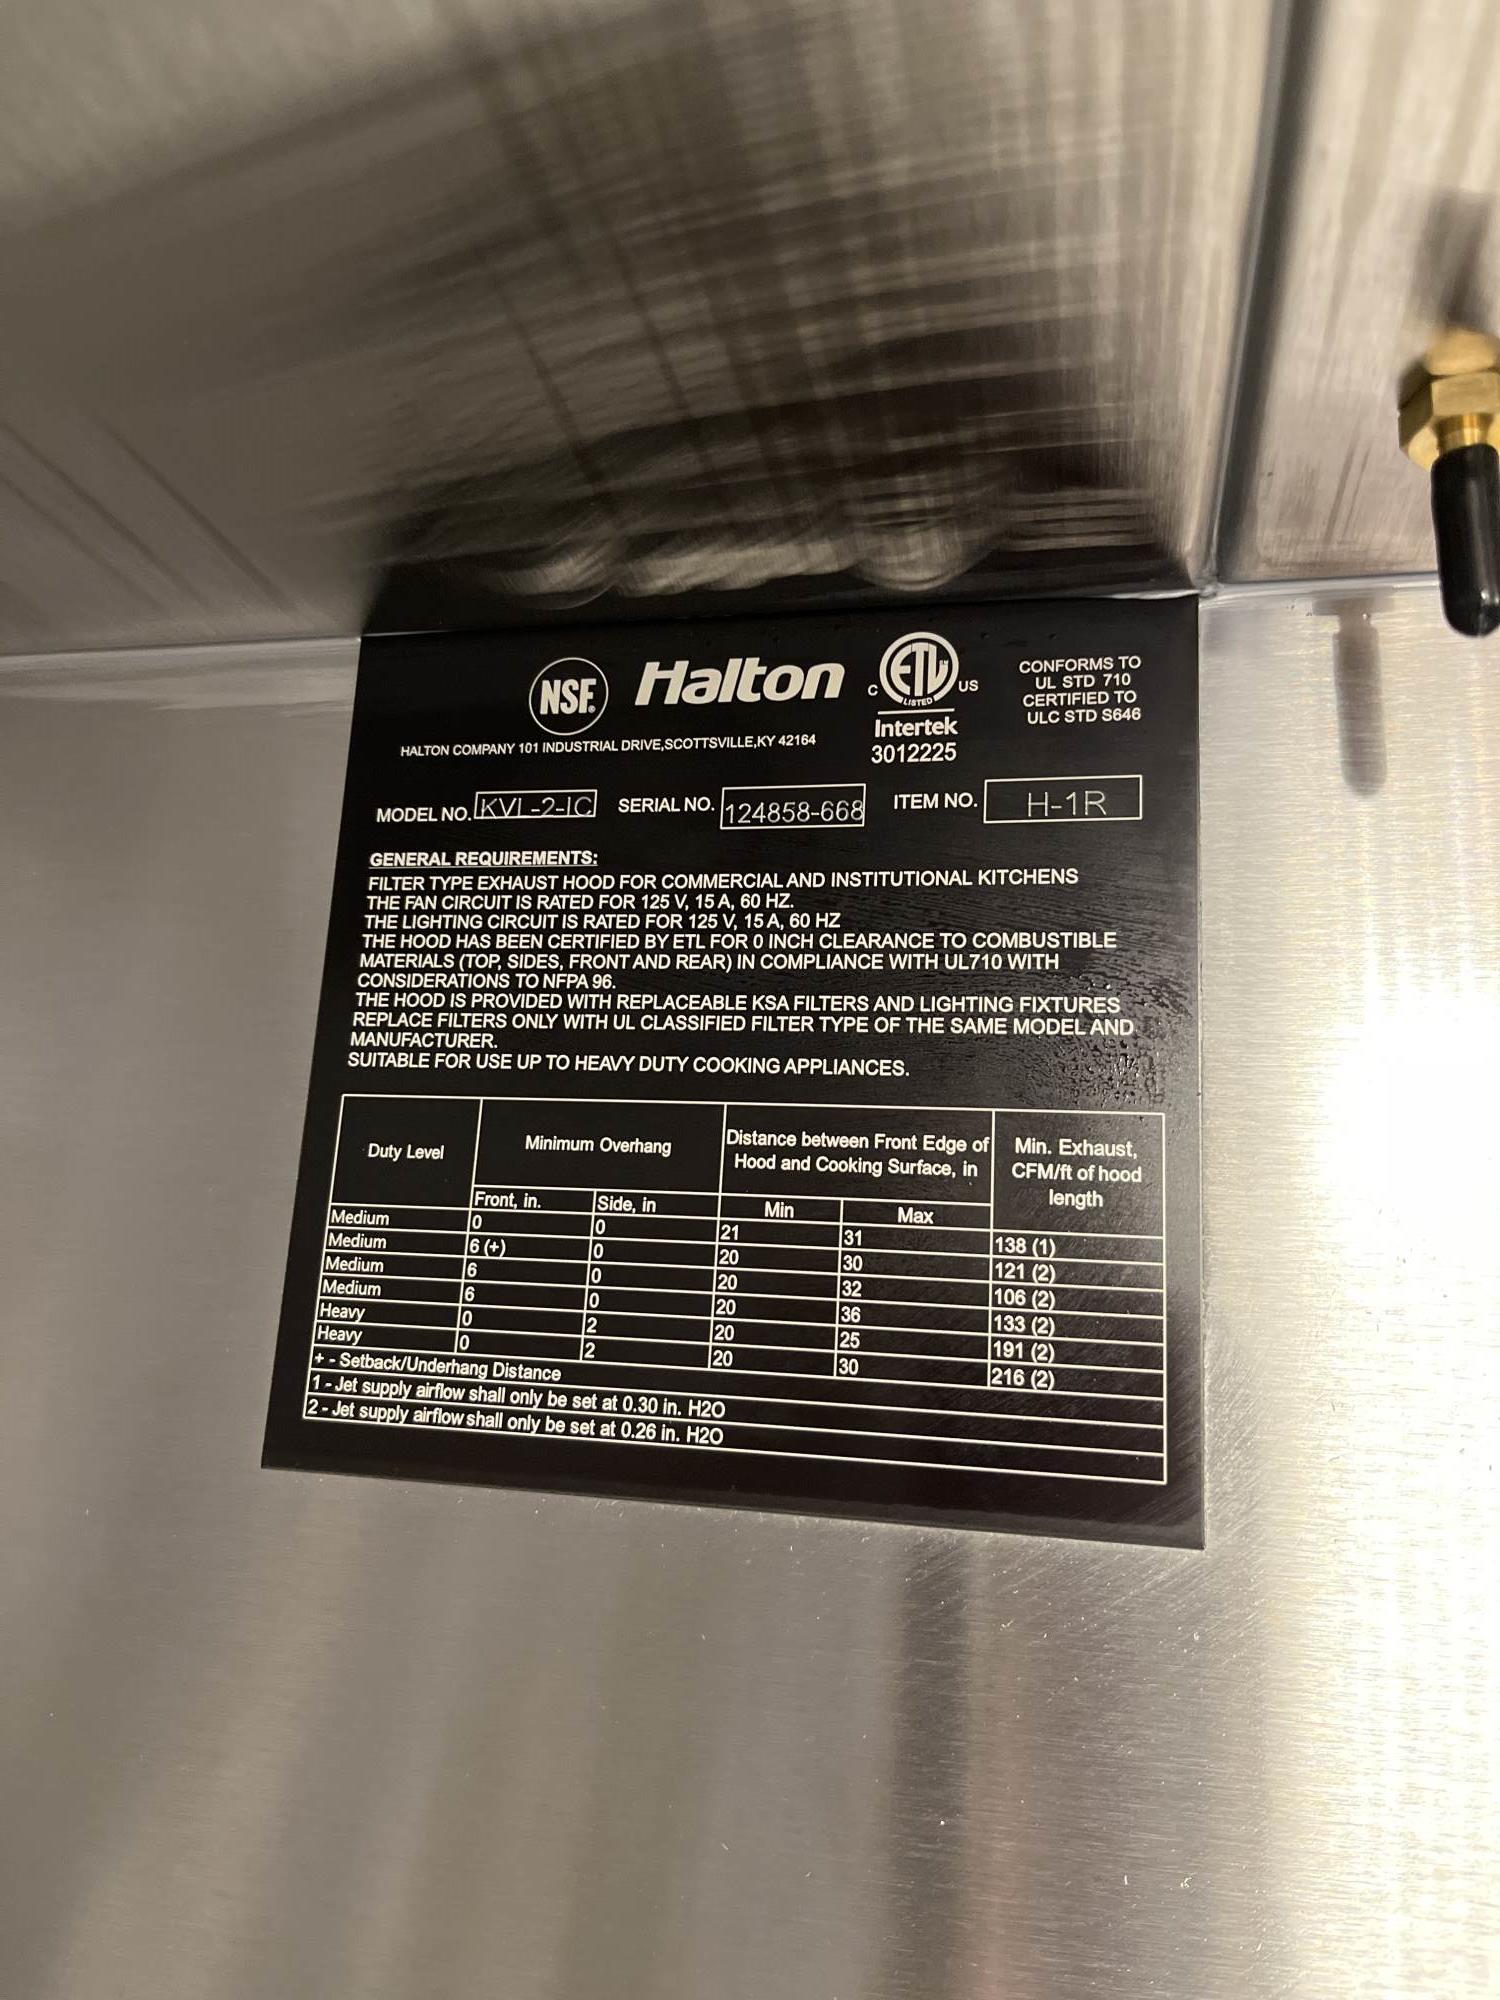 NSF. Halton C ETL US
LISTED
Intertek
3012225
CONFORMS TO
UL STD 710
CERTIFIED TO
ULC STD S646
HALTON COMPANY 101 INDUSTRIAL DRIVE,SCOTTSVILLE,KY 42164
MODEL NO. KVL-2-IC SERIAL NO. 124858-668 ITEM NO. H-1R
GENERAL REQUIREMENTS:
FILTER TYPE EXHAUST HOOD FOR COMMERCIAL AND INSTITUTIONAL KITCHENS
THE FAN CIRCUIT IS RATED FOR 125 V, 15 A, 60 HZ.
THE LIGHTING CIRCUIT IS RATED FOR 125 V, 15 A, 60 HZ
THE HOOD HAS BEEN CERTIFIED BY ETL FOR 0 INCH CLEARANCE TO COMBUSTIBLE
MATERIALS (TOP, SIDES, FRONT AND REAR) IN COMPLIANCE WITH UL710 WITH
CONSIDERATIONS TO NFPA 96.
THE HOOD IS PROVIDED WITH REPLACEABLE KSA FILTERS AND LIGHTING FIXTURES
REPLACE FILTERS ONLY WITH UL CLASSIFIED FILTER TYPE OF THE SAME MODEL AND
MANUFACTURER.
SUITABLE FOR USE UP TO HEAVY DUTY COOKING APPLIANCES.
Duty Level
Minimum Overhang
Distance between Front Edge of
Hood and Cooking Surface, in
Min. Exhaust,
CFM/ft of hood
length
Front, in. Side, in Min Max
Medium 0 0 21 31 138 (1)
Medium 6 (+) 0 20 30 121 (2)
Medium 6 0 20 32 106 (2)
Medium 6 0 20 36 133 (2)
Heavy 0 2 20 25 191 (2)
Heavy 0 2 20 30 216 (2)
+ - Setback/Underhang Distance
1 - Jet supply airflow shall only be set at 0.30 in. H2O
2 - Jet supply airflow shall only be set at 0.26 in. H2O